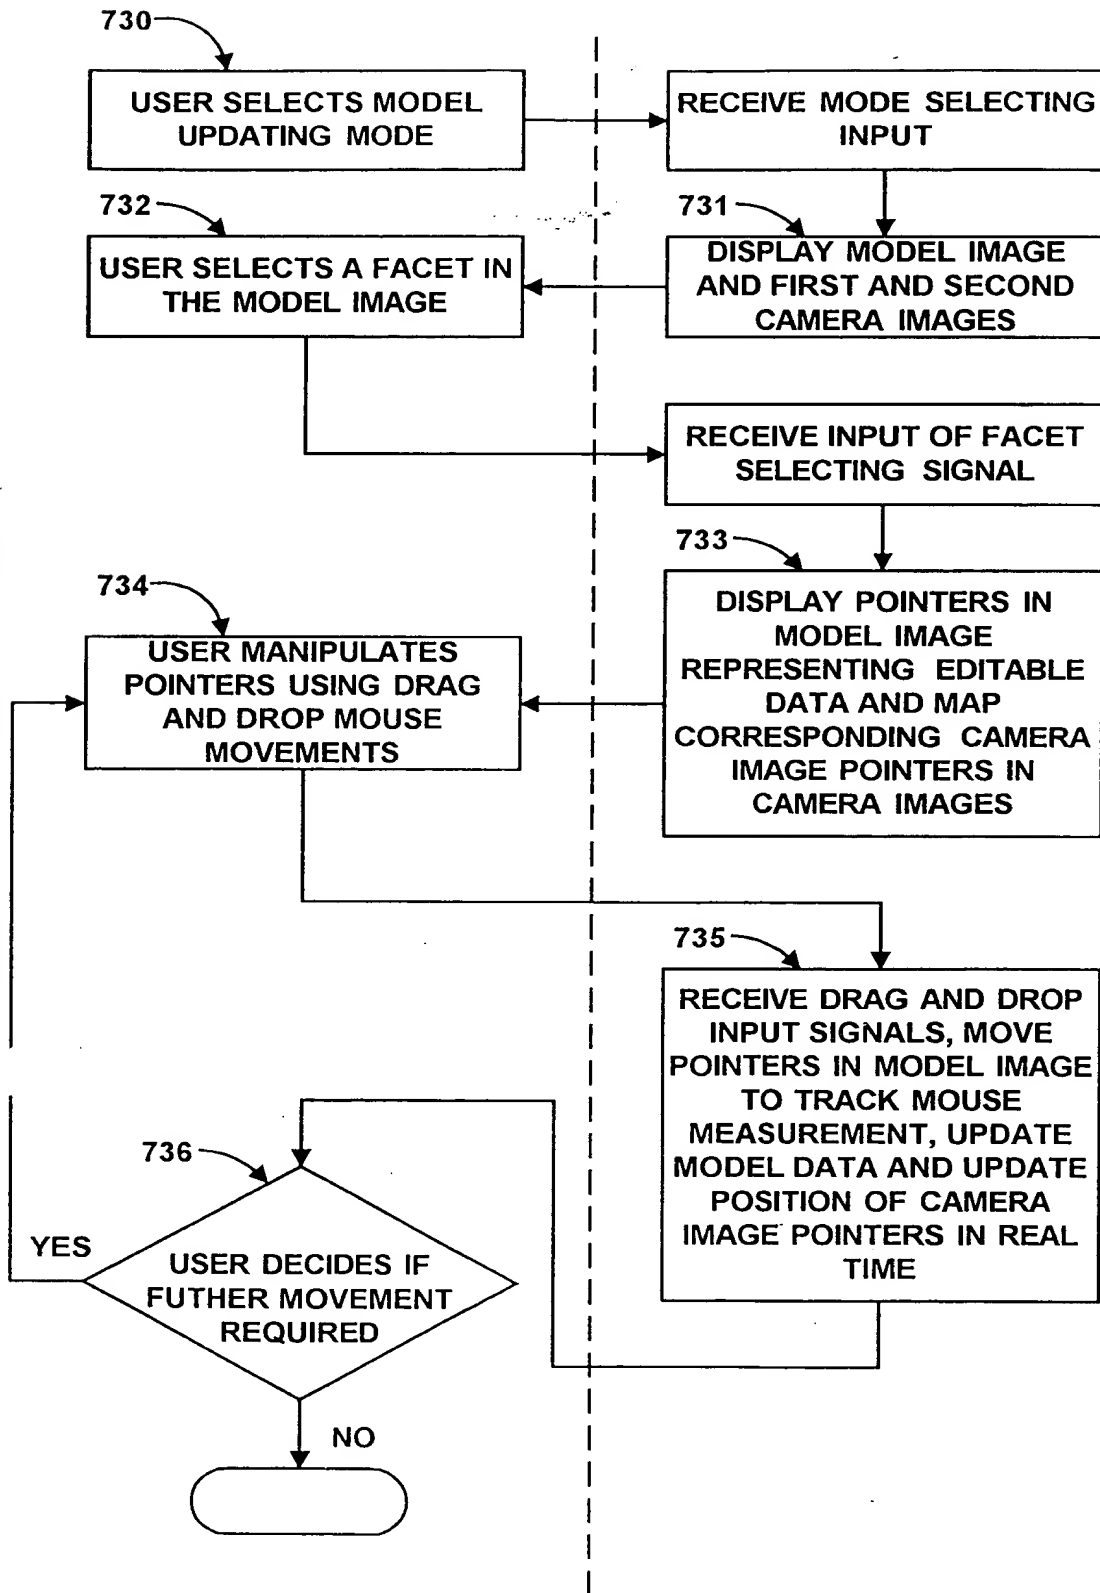 730
USER SELECTS MODEL
UPDATING MODE
RECEIVE MODE SELECTING
INPUT
732
USER SELECTS A FACET IN
THE MODEL IMAGE
731
DISPLAY MODEL IMAGE
AND FIRST AND SECOND
CAMERA IMAGES
RECEIVE INPUT OF FACET
SELECTING SIGNAL
733
DISPLAY POINTERS IN
MODEL IMAGE
REPRESENTING EDITABLE
DATA AND MAP
CORRESPONDING CAMERA
IMAGE POINTERS IN
CAMERA IMAGES
734
USER MANIPULATES
POINTERS USING DRAG
AND DROP MOUSE
MOVEMENTS
735
RECEIVE DRAG AND DROP
INPUT SIGNALS, MOVE
POINTERS IN MODEL IMAGE
TO TRACK MOUSE
MEASUREMENT, UPDATE
MODEL DATA AND UPDATE
POSITION OF CAMERA
IMAGE POINTERS IN REAL
TIME
736
YES
USER DECIDES IF
FUTHER MOVEMENT
REQUIRED
NO